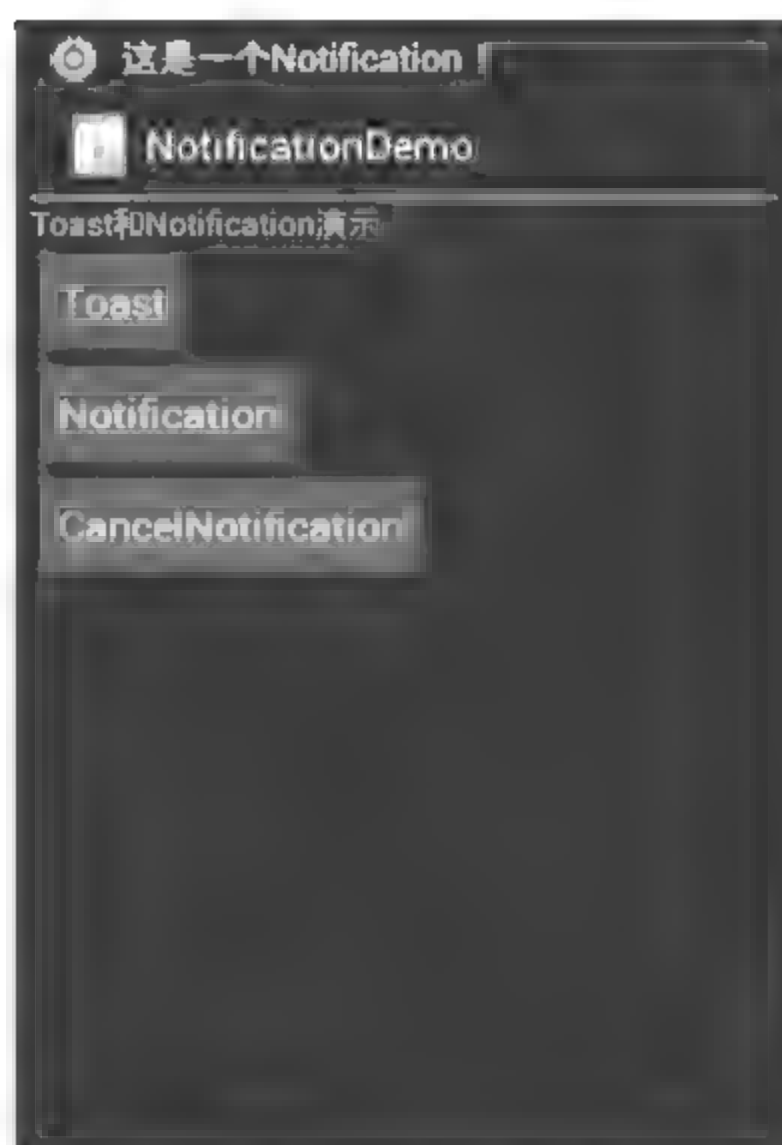 这是一个Notification !
NotificationDemo
Toast和Notification演示
Toast
Notification
CancelNotification